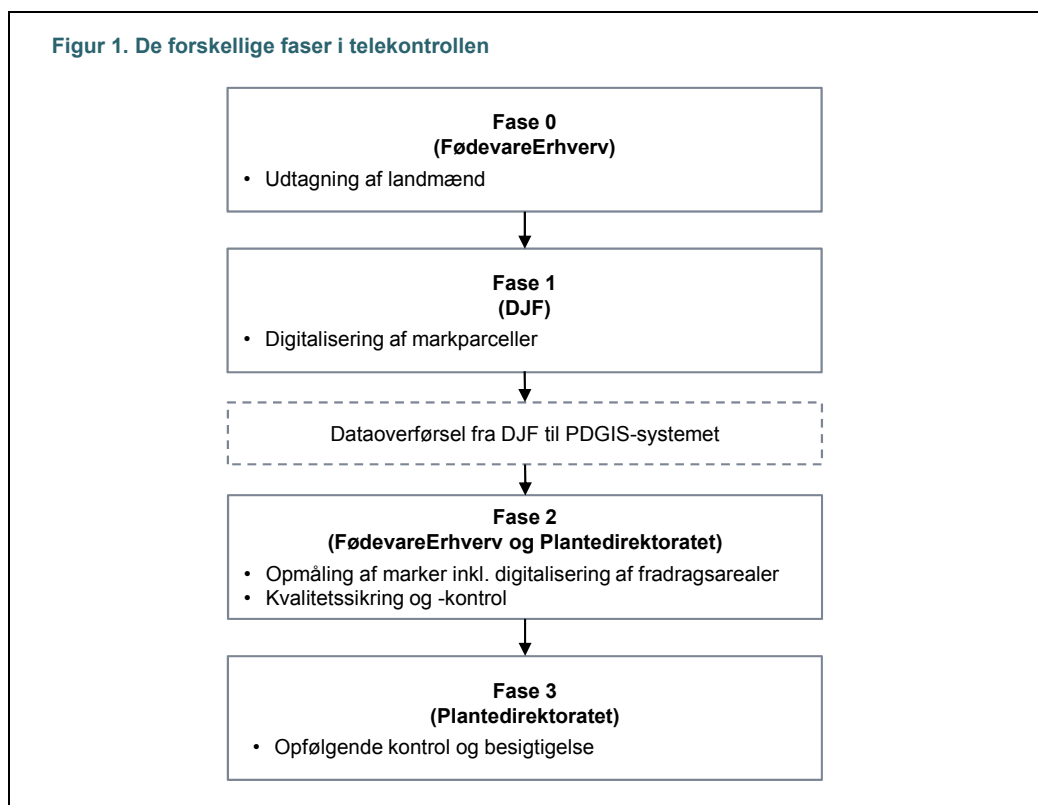 Figur 1. De forskellige faser i telekontrollen
Fase 0
(FødevareErhverv)
• Udtagning af landmænd
Fase 1
(DJF)
• Digitalisering af markparceller
Dataoverførsel fra DJF til PDGIS-systemet
Fase 2
(FødevareErhverv og Plantedirektoratet)
• Opmåling af marker inkl. digitalisering af fradragsarealer
• Kvalitetssikring og -kontrol
Fase 3
(Plantedirektoratet)
• Opfølgende kontrol og besigtigelse